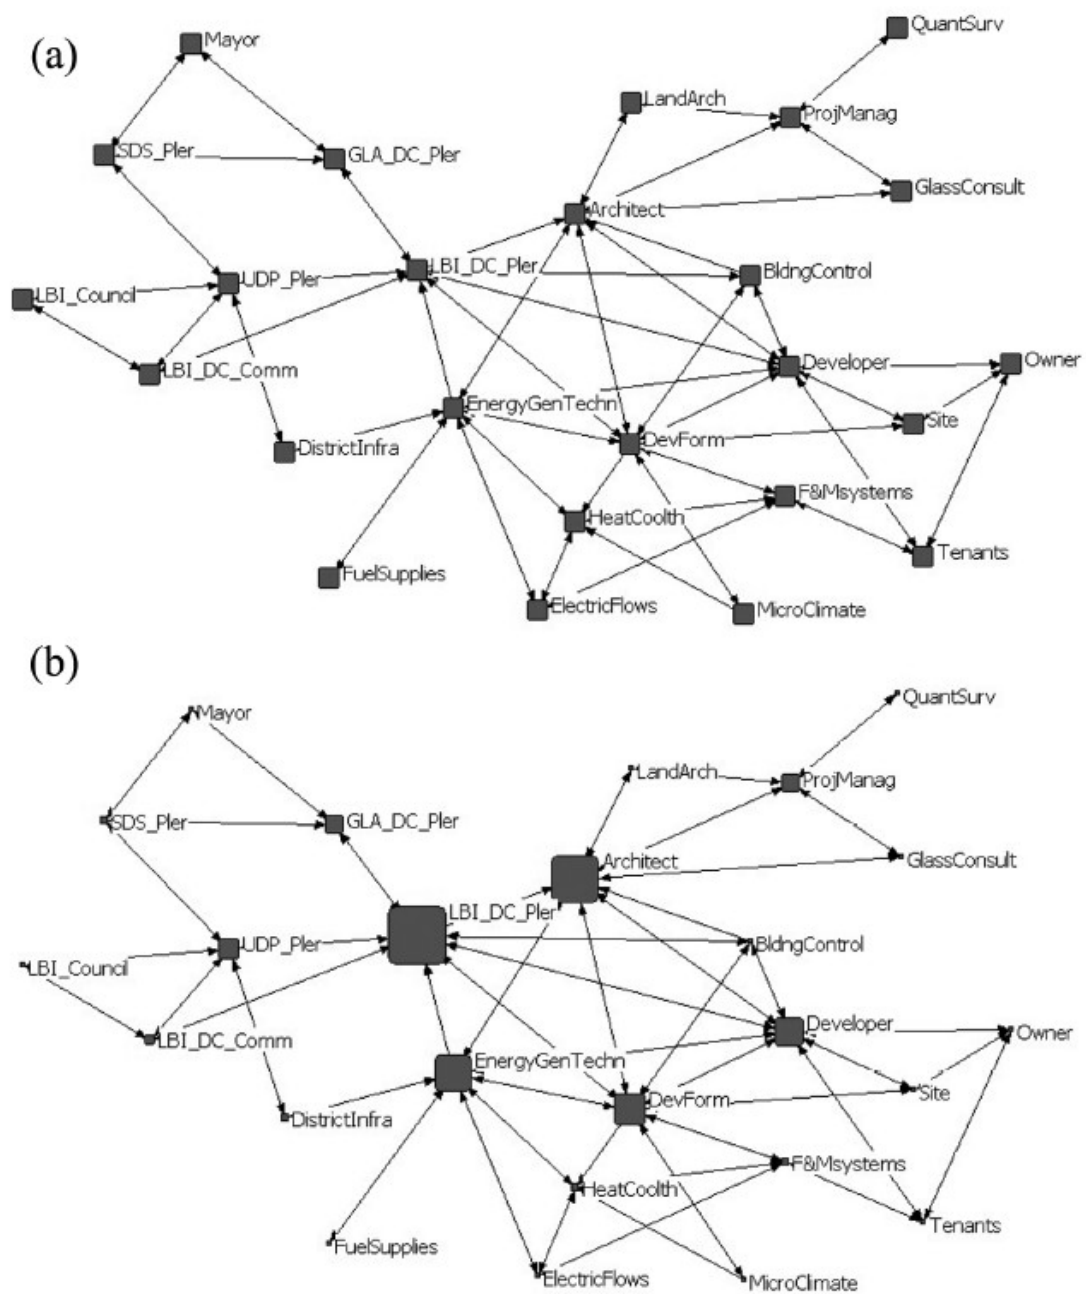 (a)
Mayor
QuantSurv
LandArch
ProjManag
SDS_Pler
GLA_DC_Pler
GlassConsult
Architect
LBI_DC_Pler
BldngControl
UDP_Pler
LBI_Council
LBI_DC_Comm
Developer
Owner
EnergyGenTechn
Site
DistrictInfra
DevForm
F&Msystems
HeatCoolth
Tenants
FuelSupplies
ElectricFlows
MicroClimate
(b)
Mayor
QuantSurv
LandArch
ProjManag
SDS_Pler
GLA_DC_Pler
Architect
GlassConsult
LBI_DC_Pler
UDP_Pler
BldngControl
LBI_Council
LBI_DC_Comm
Developer
Owner
EnergyGenTechn
Site
DevForm
DistrictInfra
F&Msystems
HeatCoolth
Tenants
FuelSupplies
ElectricFlows
MicroClimate